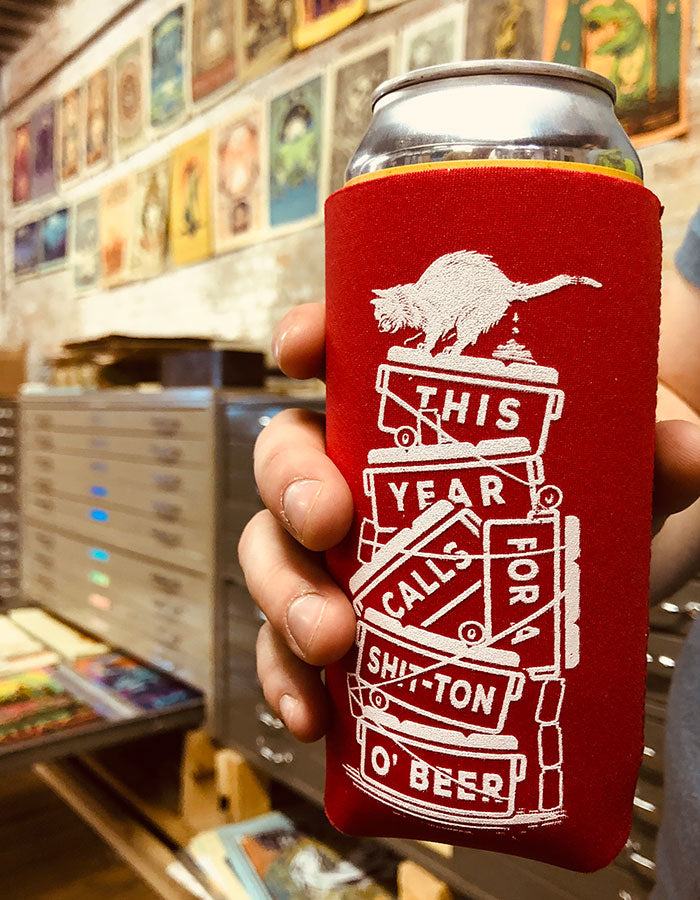 THIS
YEAR
CALLS
FOR A
SHIT-TON
O' BEER